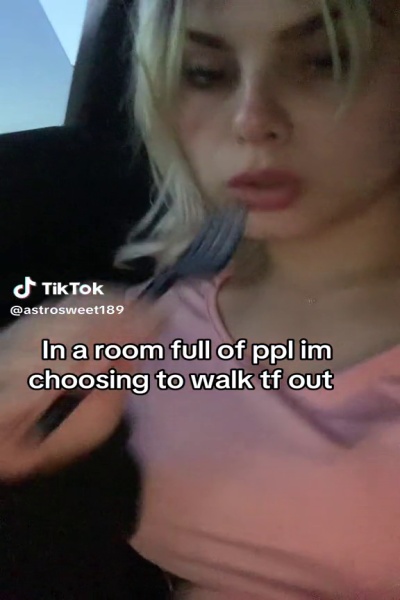 TikTok
@astrosweet189
In a room full of ppl im
choosing to walk tf out